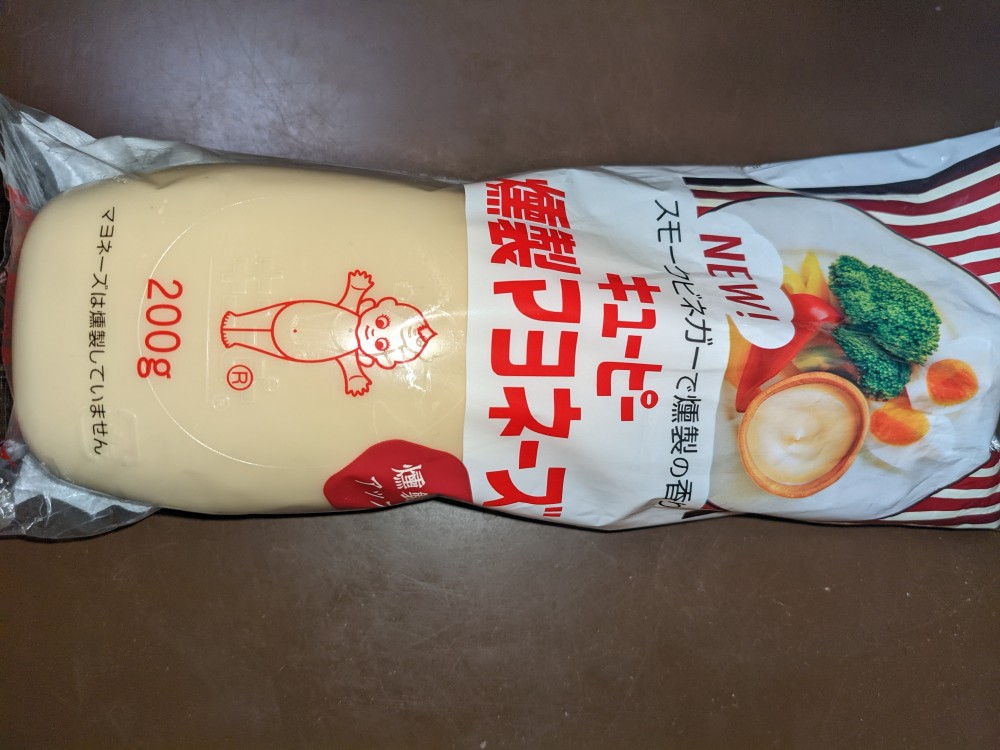 NEW!
スモークビネガーで燻製の香
キユーピー
燻製マヨネーズ
燻製
®
200g
マヨネーズは燻製していません